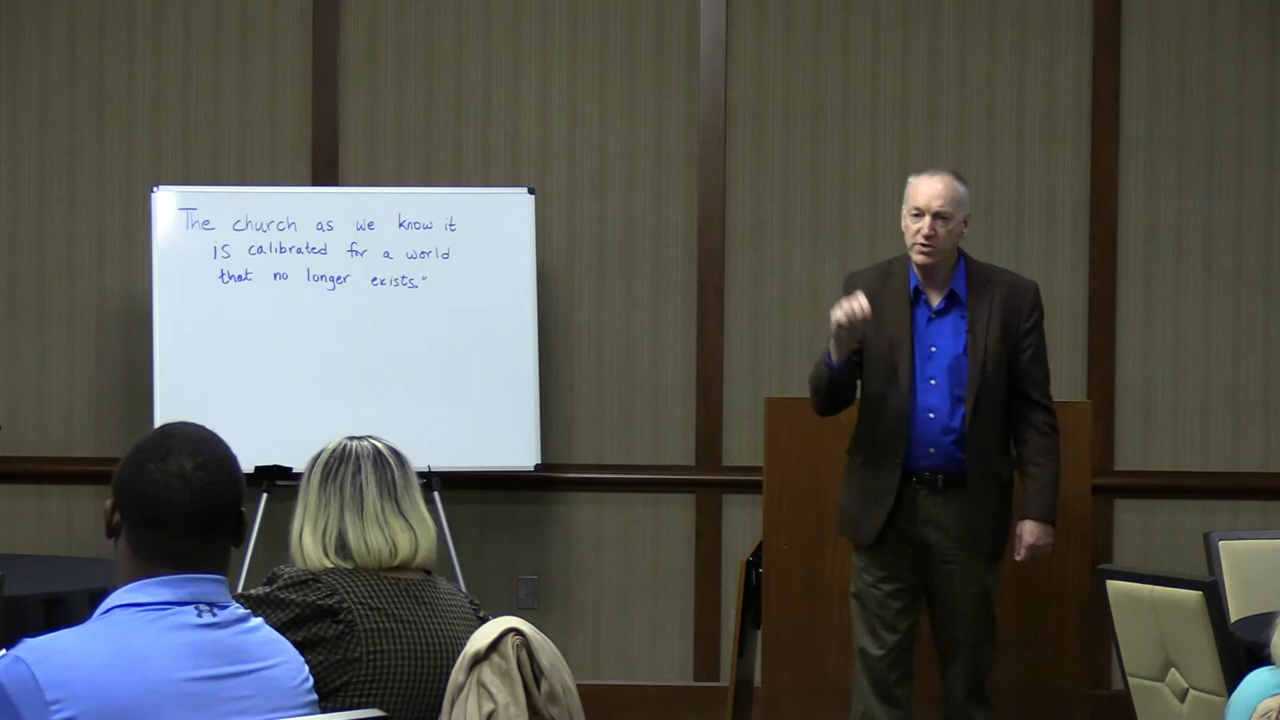 The church as we know it
is calibrated for a world
that no longer exists."